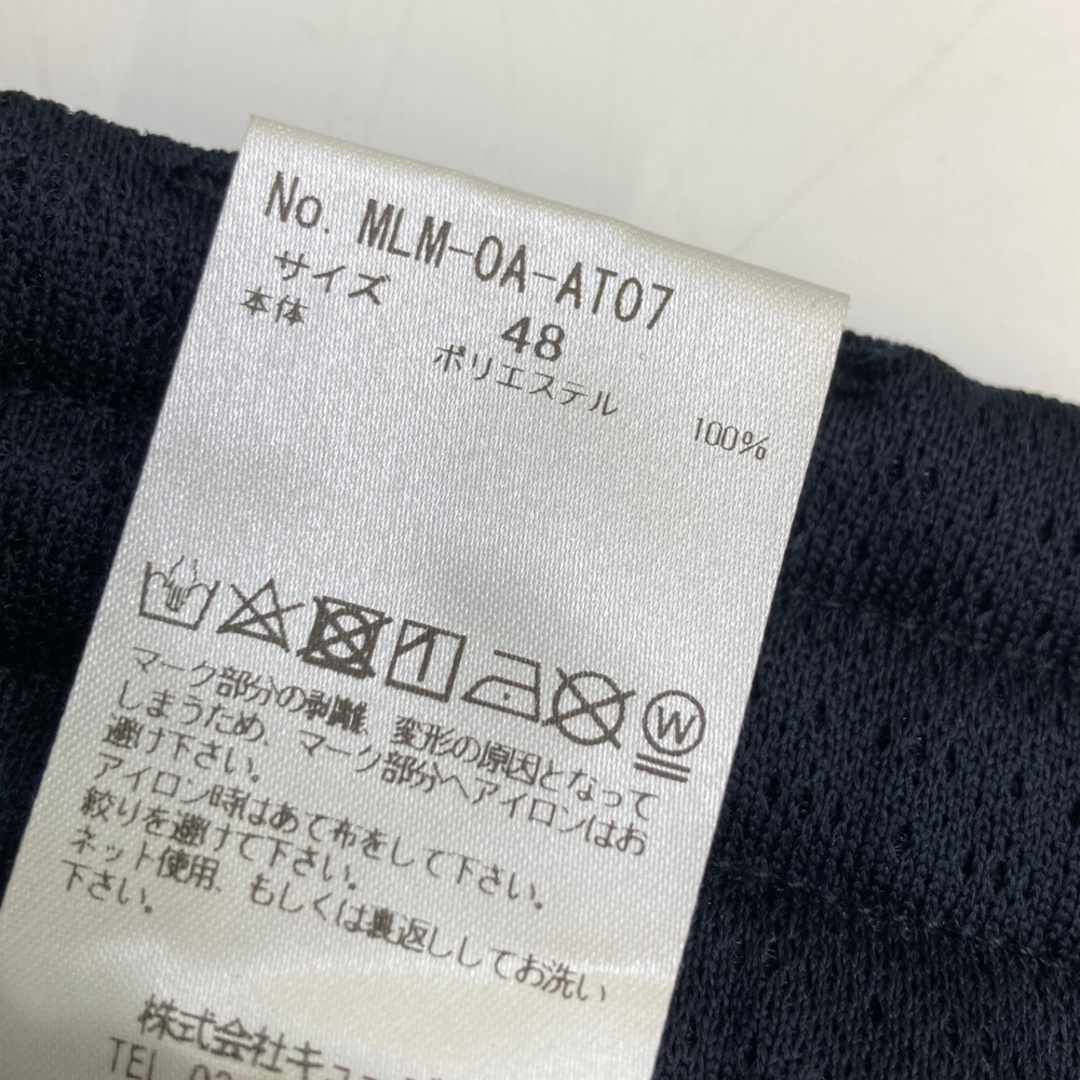 No. MLM-OA-AT07
サイズ 48
本体 ポリエステル 100%
W
マーク部分の剥離、変形の原因となって
しまうため、マーク部分へアイロンはお
避け下さい。
アイロン時はあて布をして下さい。
絞りを避けて下さい。
ネット使用、もしくは裏返ししてお洗い
下さい。
株式会社キュー
TEL 03